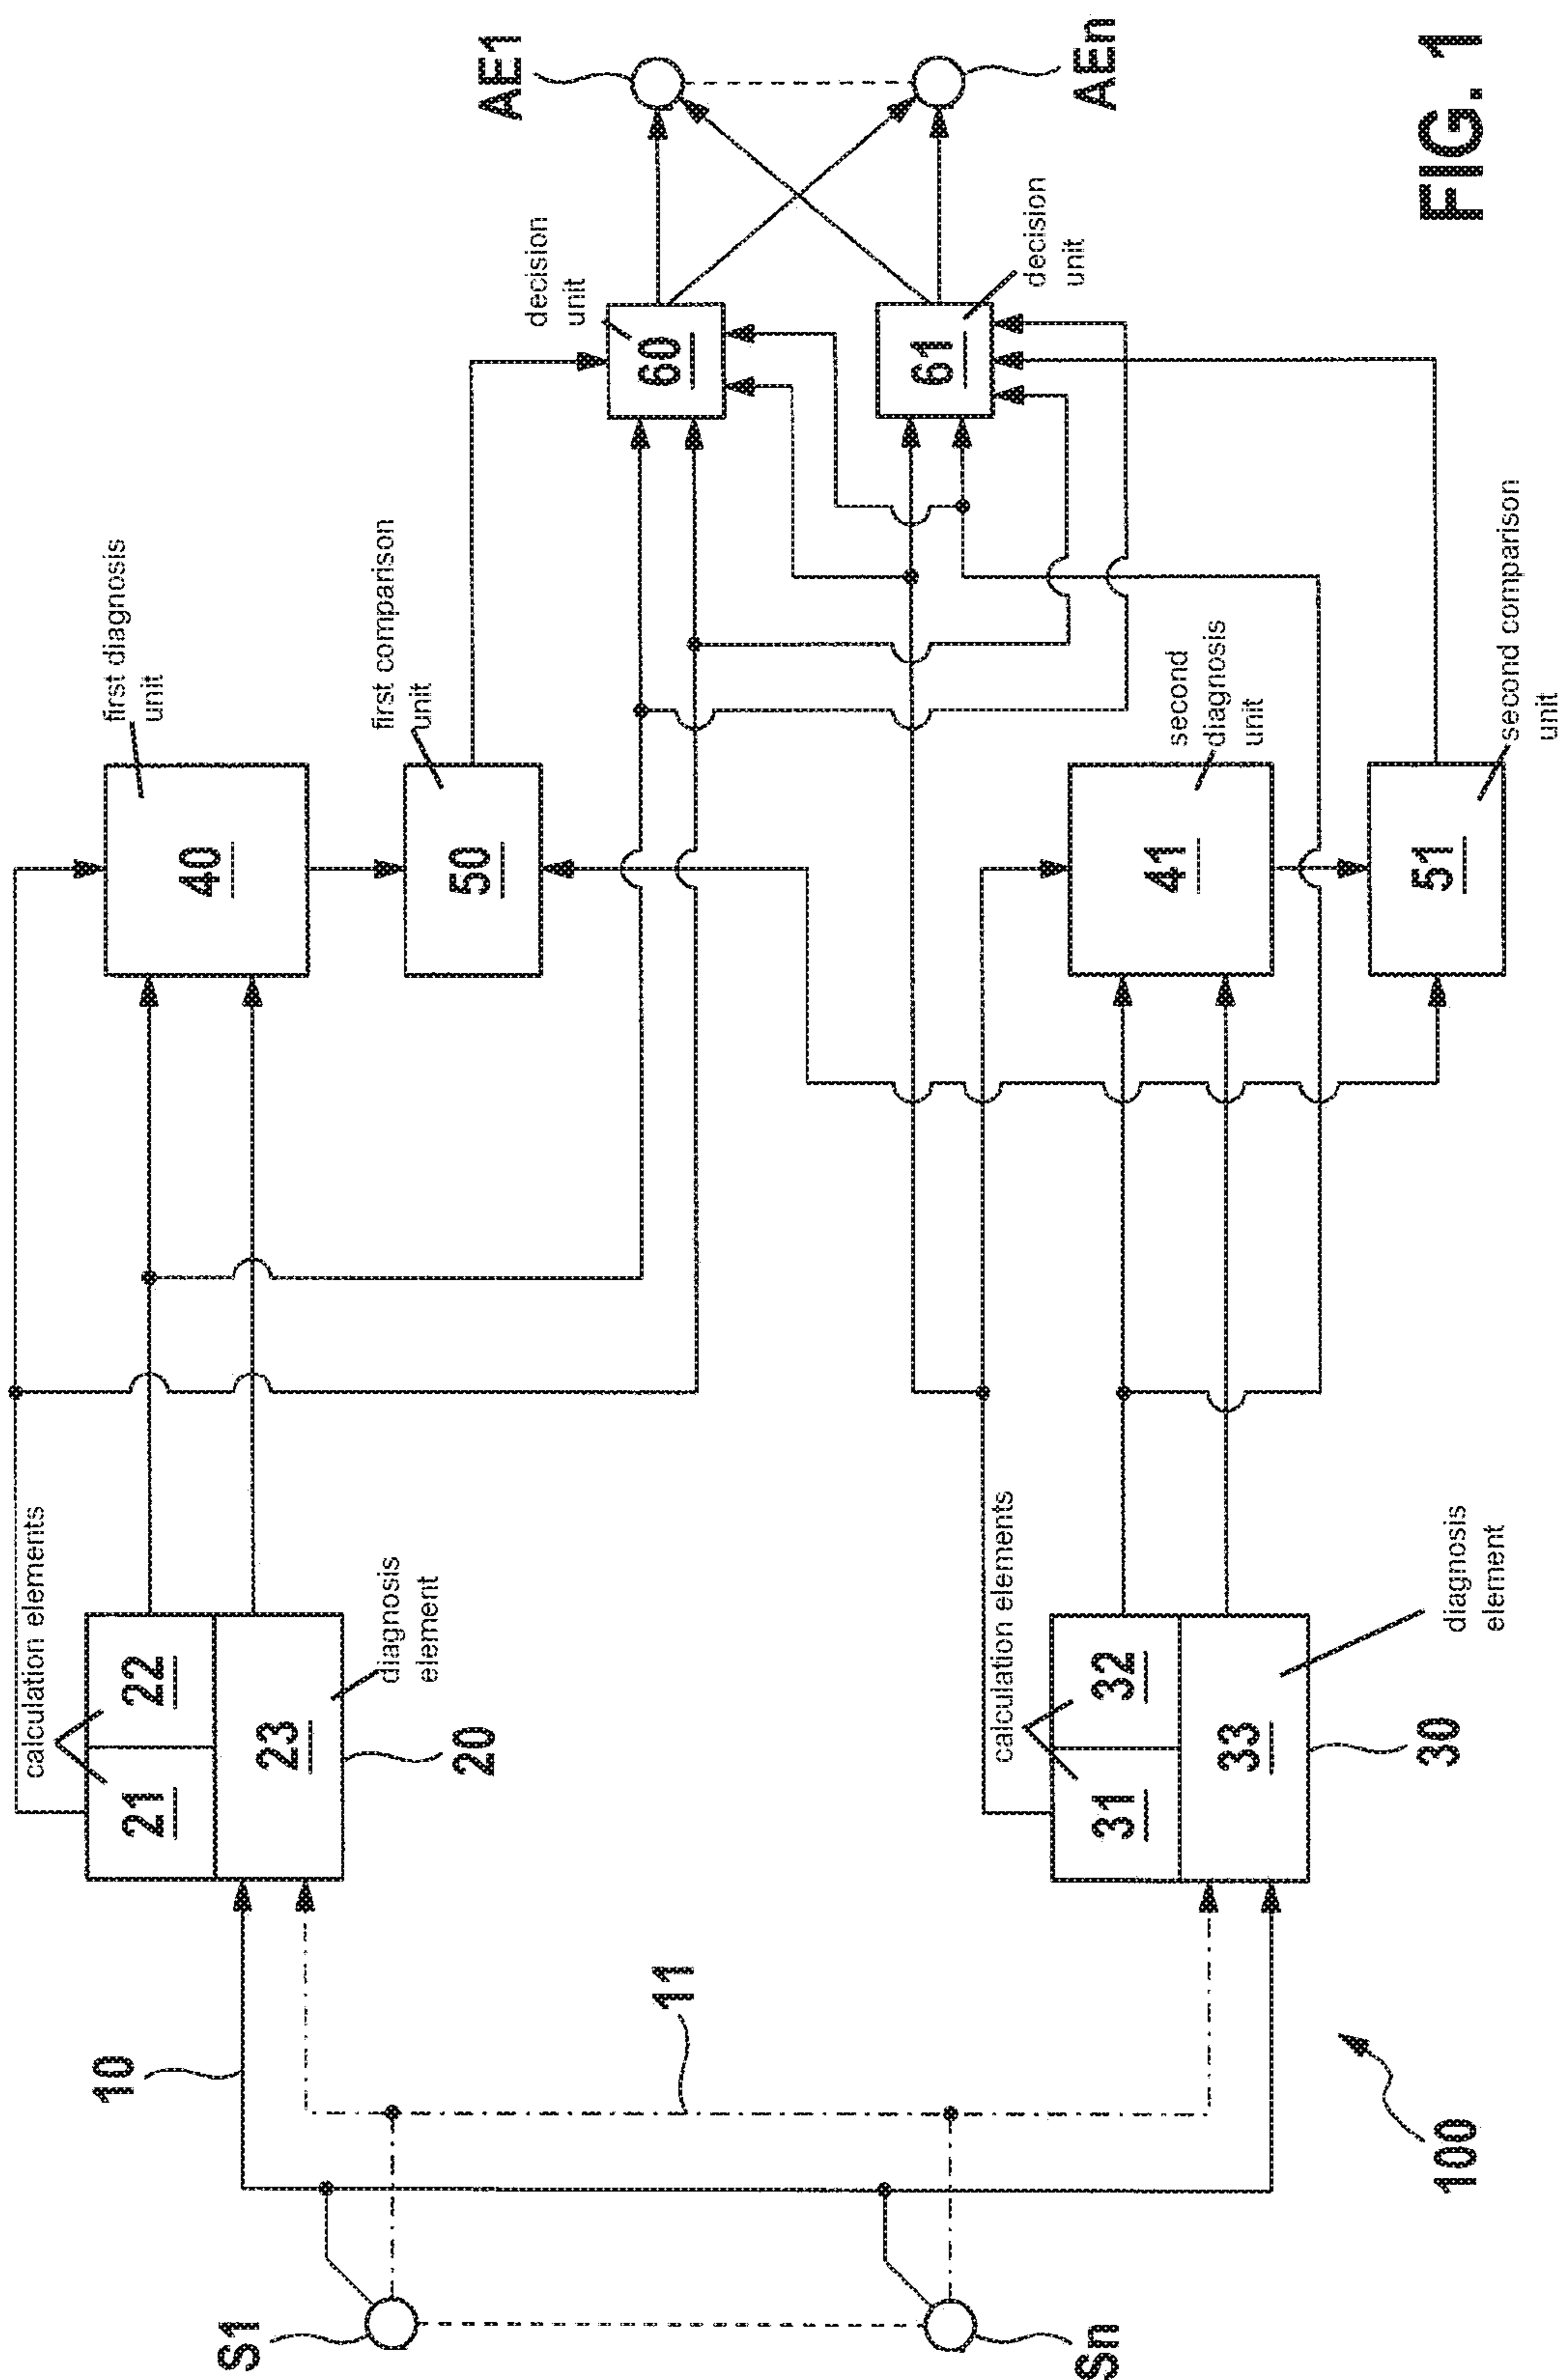 S1
Sn
10
11
100
calculation elements
21
22
23
diagnosis
element
20
calculation elements
31
32
33
diagnosis
element
30
first diagnosis
unit
40
first comparison
unit
50
second
diagnosis
unit
41
second comparison
unit
51
decision
unit
60
decision
unit
61
AE1
AEn
FIG. 1